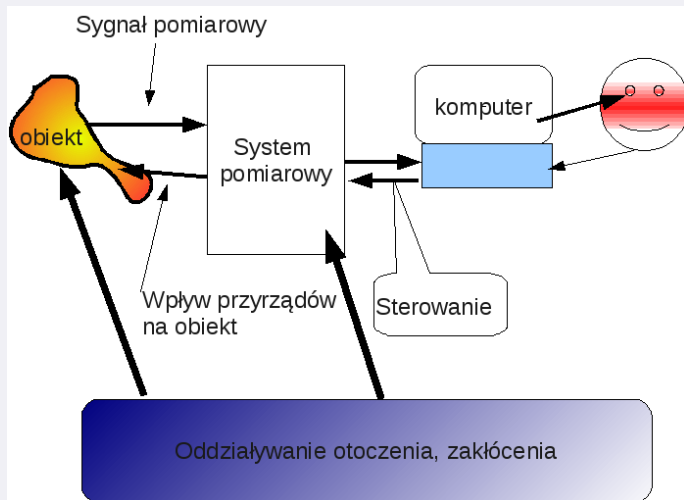 Sygnał pomiarowy
obiekt
System
pomiarowy
komputer
Wpływ przyrządów
na obiekt
Sterowanie
Oddziaływanie otoczenia, zakłócenia